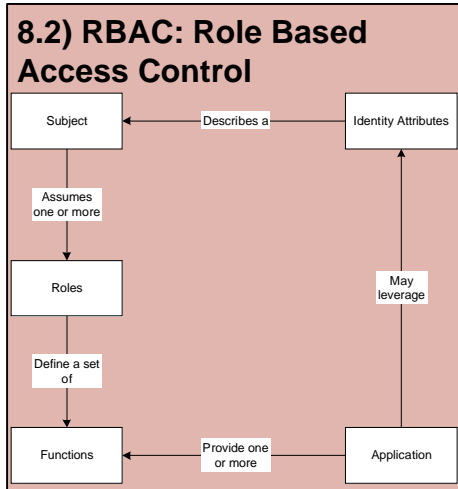 8.2) RBAC: Role Based
Access Control
Subject
Describes a
Identity Attributes
Assumes
one or more
Roles
May
leverage
Define a set
of
Functions
Provide one
or more
Application